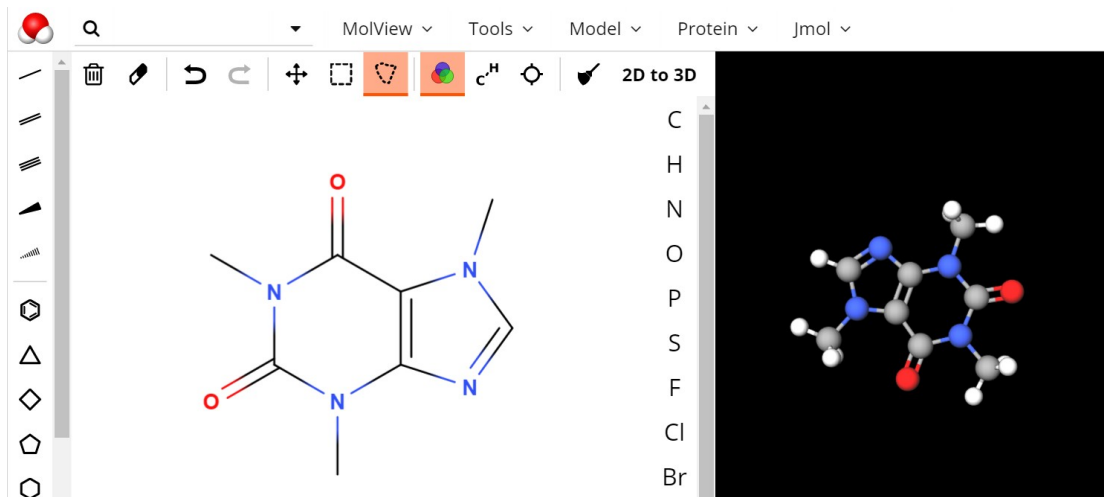 MolView Tools Model Protein Jmol
C H 2D to 3D
C
H
N
O
P
S
F
Cl
Br
O
N
N
O
N
N